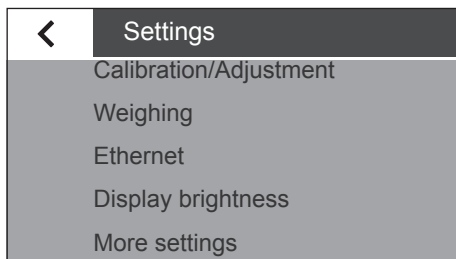 Settings
Calibration/Adjustment
Weighing
Ethernet
Display brightness
More settings